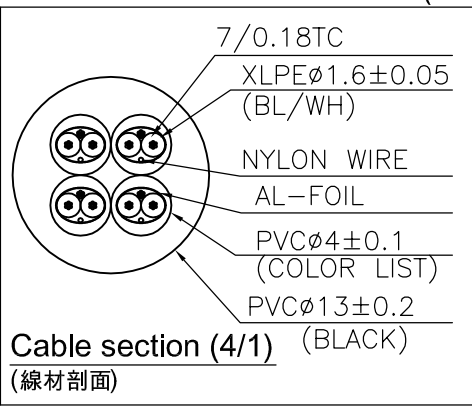 7/0.18TC
XLPEø1.6±0.05
(BL/WH)
NYLON WIRE
AL-FOIL
PVCø4±0.1
(COLOR LIST)
PVCø13±0.2
(BLACK)
Cable section (4/1)
(線材剖面)